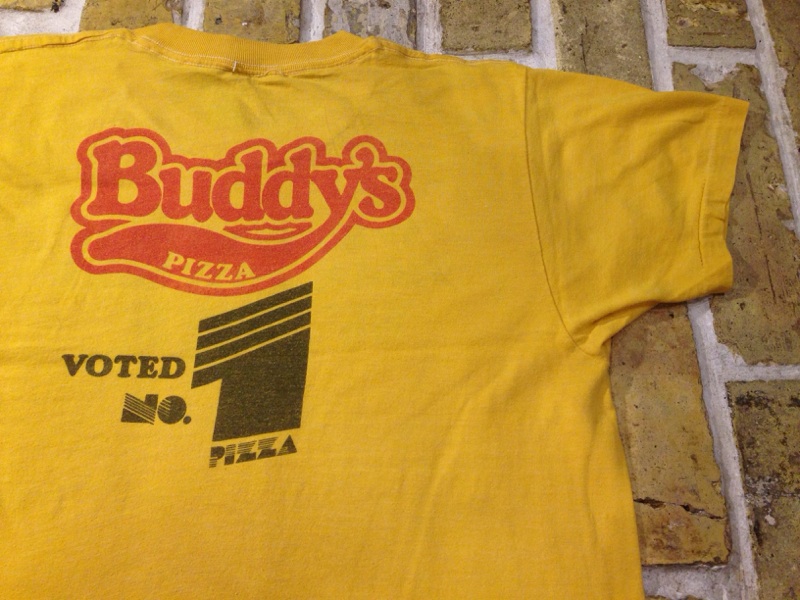 Buddy's
PIZZA
VOTED
NO. 1
PIZZA